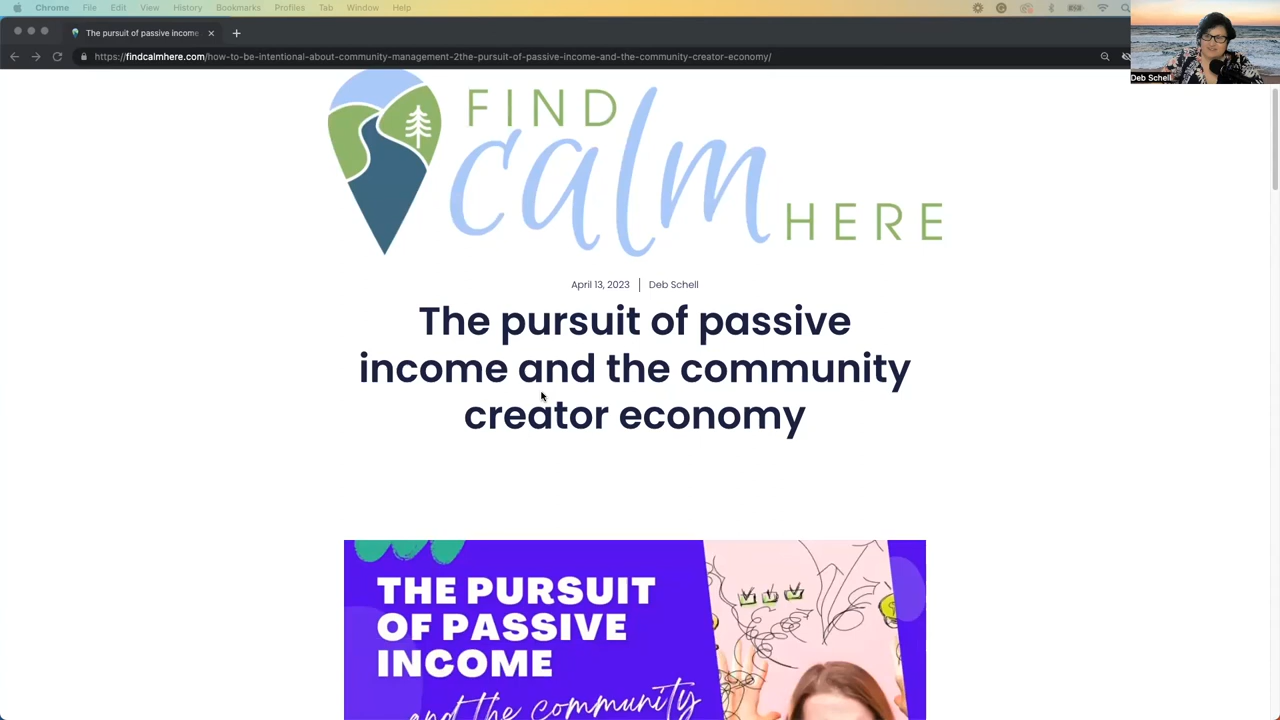 Chrome File Edit View History Bookmarks Profiles Tab Window Help
The pursuit of passive income
https://findcalmhere.com/how-to-be-intentional-about-community-management-2the-pursuit-of-passive-income-and-the-community-creator-economy/
Deb Schell
FIND
calm
HERE
April 13, 2023 | Deb Schell
The pursuit of passive
income and the community
creator economy
THE PURSUIT
OF PASSIVE
INCOME
and the community